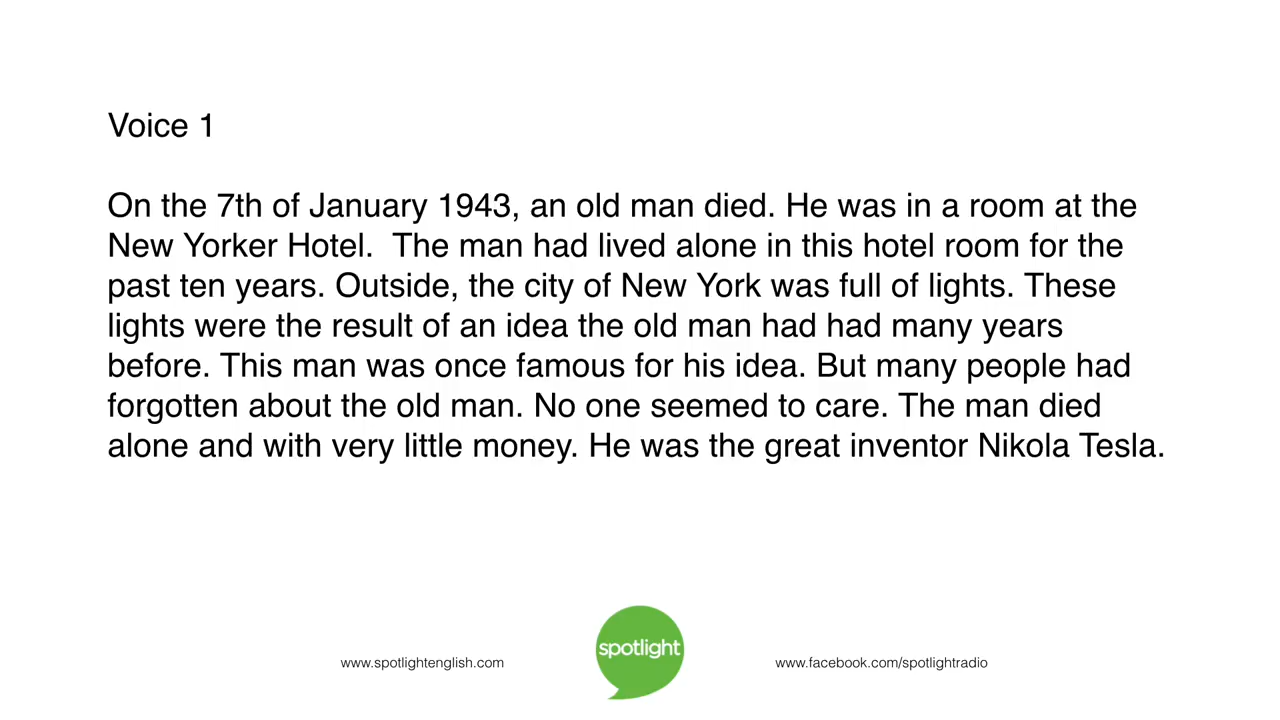 Voice 1
On the 7th of January 1943, an old man died. He was in a room at the
New Yorker Hotel.  The man had lived alone in this hotel room for the
past ten years. Outside, the city of New York was full of lights. These
lights were the result of an idea the old man had had many years
before. This man was once famous for his idea. But many people had
forgotten about the old man. No one seemed to care. The man died
alone and with very little money. He was the great inventor Nikola Tesla.
www.spotlightenglish.com
spotlight
www.facebook.com/spotlightradio